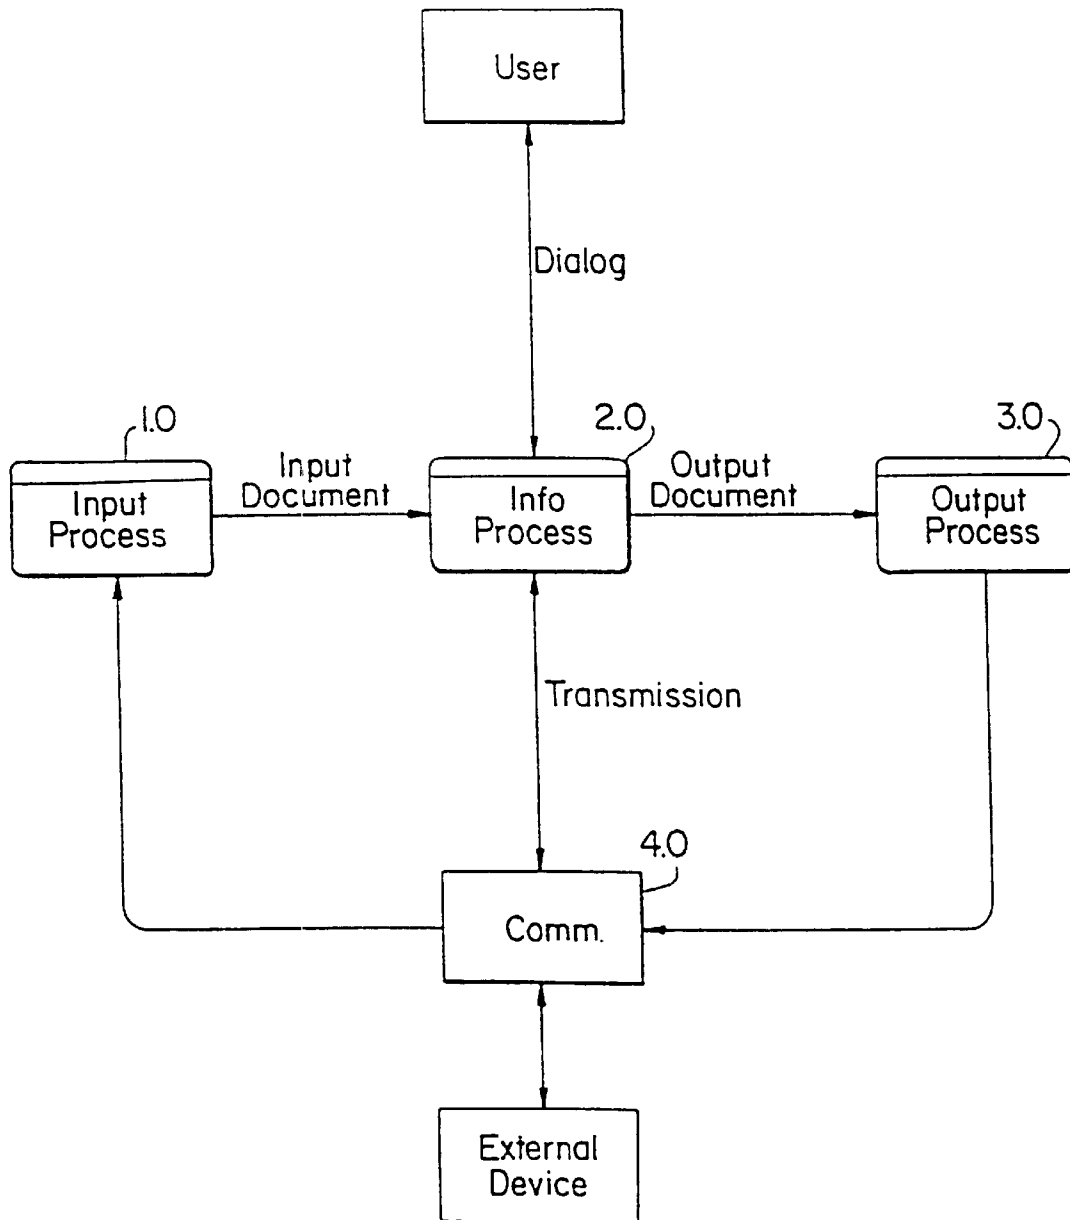 User
Dialog
1.0
2.0
3.0
Input
Process
Input
Document
Info
Process
Output
Document
Output
Process
Transmission
4.0
Comm.
External
Device